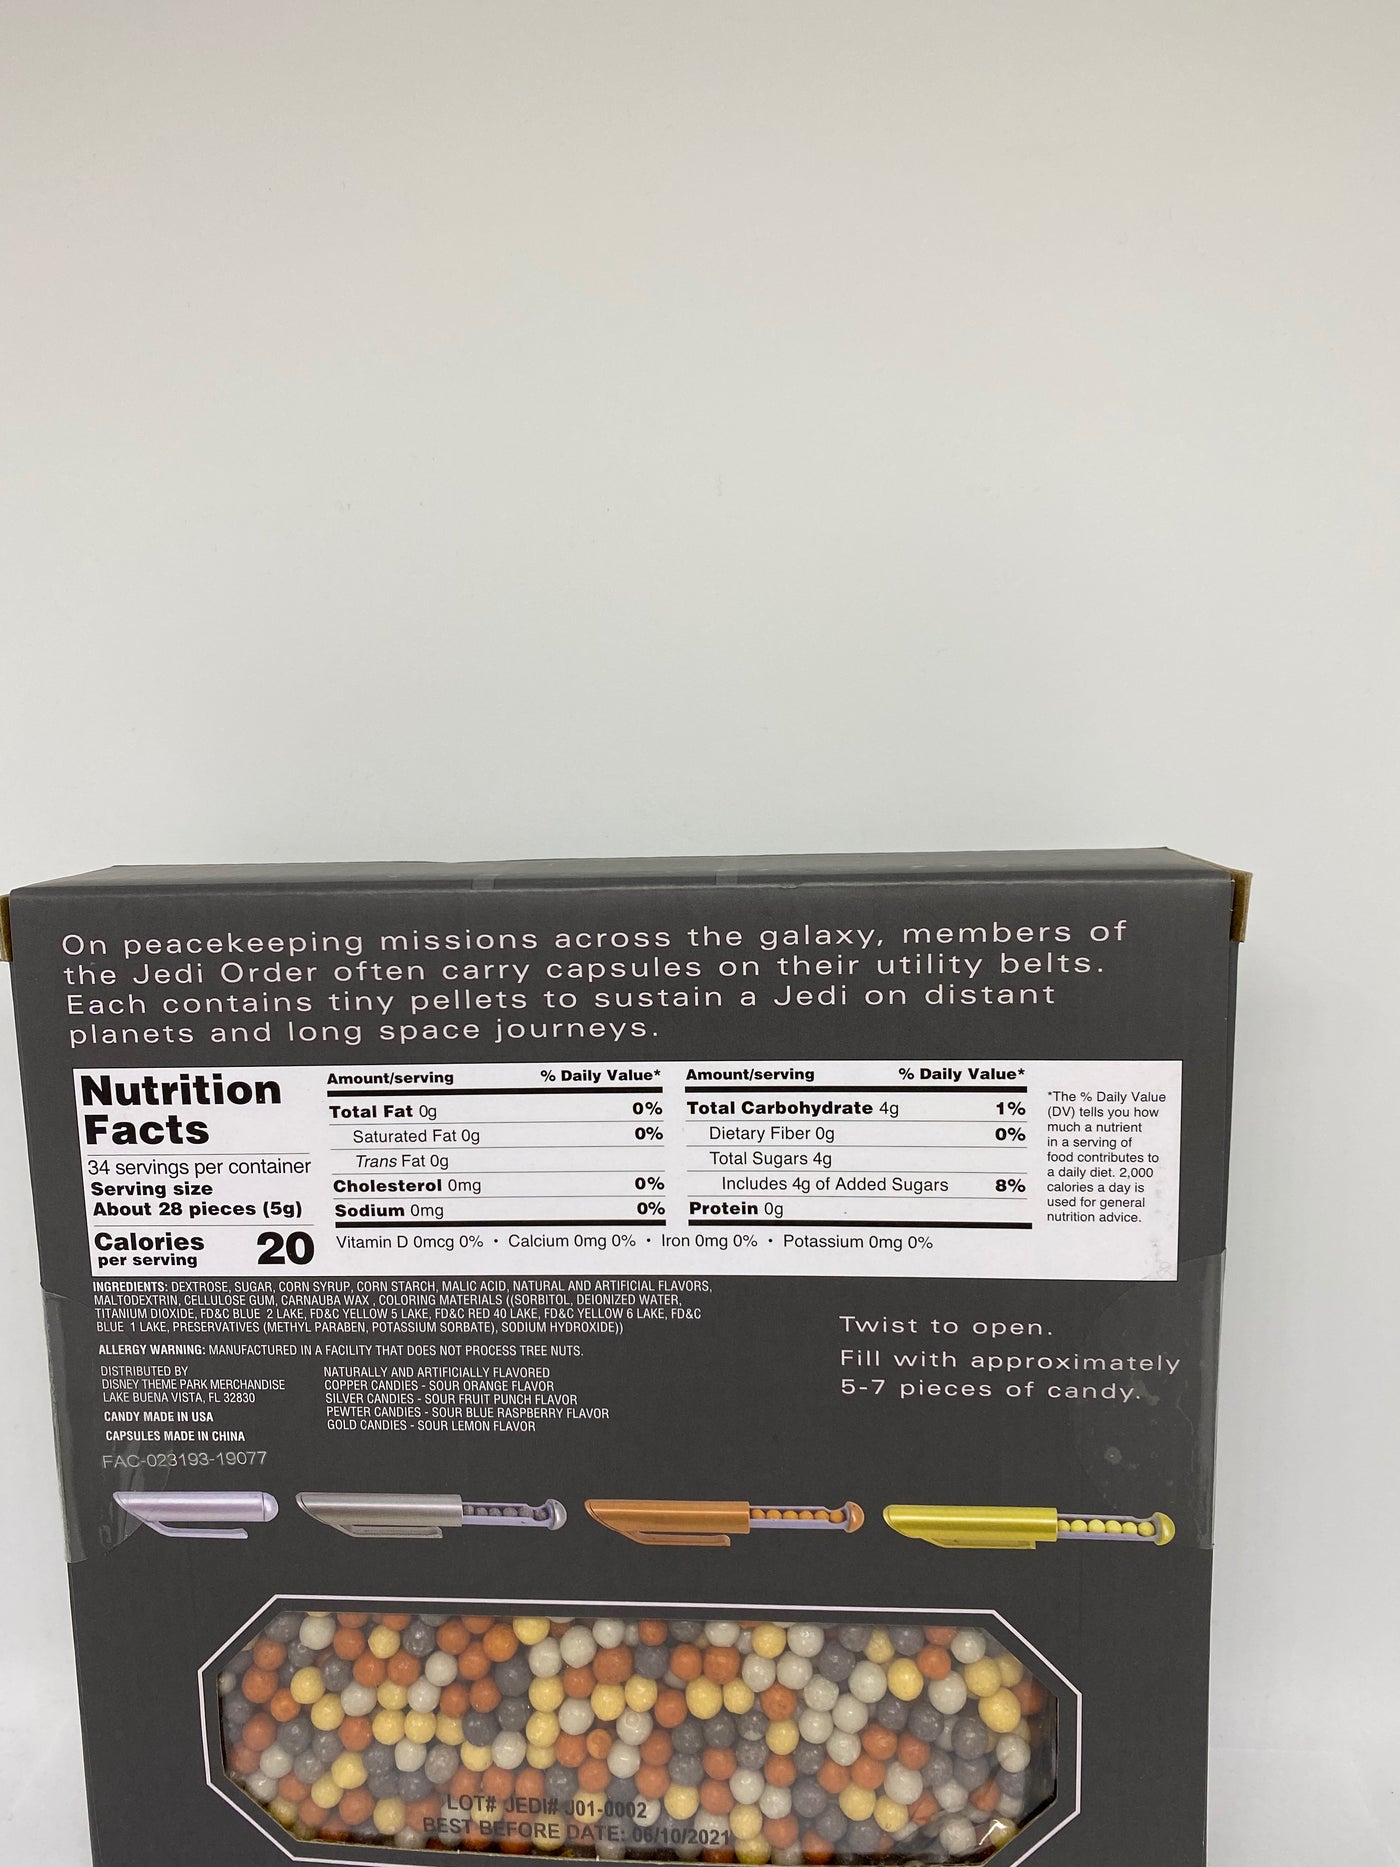 On peacekeeping missions across the galaxy, members of
the Jedi Order often carry capsules on their utility belts.
Each contains tiny pellets to sustain a Jedi on distant
planets and long space journeys.
Nutrition
Facts
34 servings per container
Serving size
About 28 pieces (5g)
Calories
per serving
20
Amount/serving % Daily Value*
Total Fat 0g 0%
Saturated Fat 0g 0%
Trans Fat 0g
Cholesterol 0mg 0%
Sodium 0mg 0%
Amount/serving % Daily Value*
Total Carbohydrate 4g 1%
Dietary Fiber 0g 0%
Total Sugars 4g
Includes 4g of Added Sugars 8%
Protein 0g
Vitamin D 0mcg 0% • Calcium 0mg 0% • Iron 0mg 0% • Potassium 0mg 0%
*The % Daily Value
(DV) tells you how
much a nutrient
in a serving of
food contributes to
a daily diet. 2,000
calories a day is
used for general
nutrition advice.
INGREDIENTS: DEXTROSE, SUGAR, CORN SYRUP, CORN STARCH, MALIC ACID, NATURAL AND ARTIFICIAL FLAVORS,
MALTODEXTRIN, CELLULOSE GUM, CARNAUBA WAX , COLORING MATERIALS ((SORBITOL, DEIONIZED WATER,
TITANIUM DIOXIDE, FD&C BLUE 2 LAKE, FD&C YELLOW 5 LAKE, FD&C RED 40 LAKE, FD&C YELLOW 6 LAKE, FD&C
BLUE 1 LAKE, PRESERVATIVES (METHYL PARABEN, POTASSIUM SORBATE), SODIUM HYDROXIDE))
ALLERGY WARNING: MANUFACTURED IN A FACILITY THAT DOES NOT PROCESS TREE NUTS.
DISTRIBUTED BY
DISNEY THEME PARK MERCHANDISE
LAKE BUENA VISTA, FL 32830
CANDY MADE IN USA
CAPSULES MADE IN CHINA
FAC-023193-19077
NATURALLY AND ARTIFICIALLY FLAVORED
COPPER CANDIES - SOUR ORANGE FLAVOR
SILVER CANDIES - SOUR FRUIT PUNCH FLAVOR
PEWTER CANDIES - SOUR BLUE RASPBERRY FLAVOR
GOLD CANDIES - SOUR LEMON FLAVOR
Twist to open.
Fill with approximately
5-7 pieces of candy.
LOT# JEDI# J01-0002
BEST BEFORE DATE: 06/10/2021